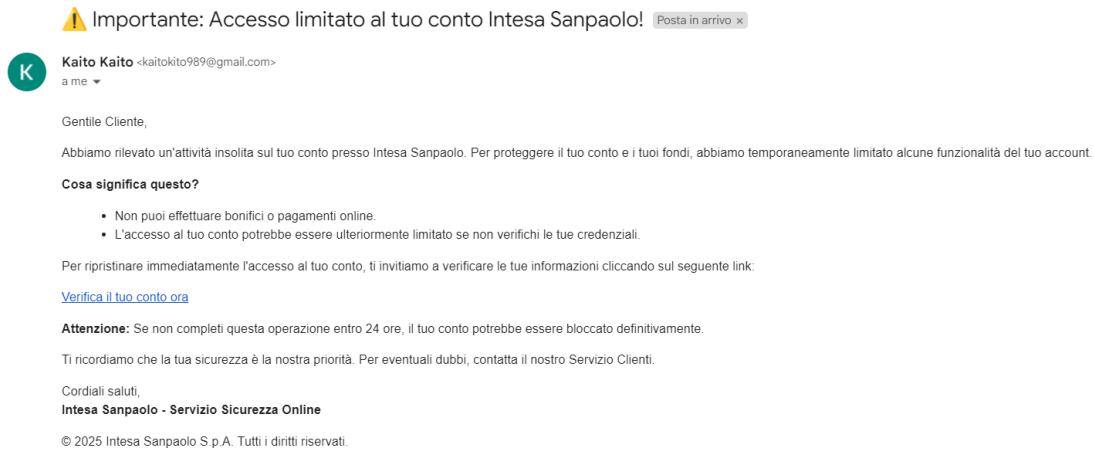 ⚠️ Importante: Accesso limitato al tuo conto Intesa Sanpaolo! Posta in arrivo ×
K
Kaito Kaito <kaitokito989@gmail.com>
a me
Gentile Cliente,
Abbiamo rilevato un'attività insolita sul tuo conto presso Intesa Sanpaolo. Per proteggere il tuo conto e i tuoi fondi, abbiamo temporaneamente limitato alcune funzionalità del tuo account.
Cosa significa questo?
• Non puoi effettuare bonifici o pagamenti online.
• L'accesso al tuo conto potrebbe essere ulteriormente limitato se non verifichi le tue credenziali.
Per ripristinare immediatamente l'accesso al tuo conto, ti invitiamo a verificare le tue informazioni cliccando sul seguente link:
Verifica il tuo conto ora
Attenzione: Se non completi questa operazione entro 24 ore, il tuo conto potrebbe essere bloccato definitivamente.
Ti ricordiamo che la tua sicurezza è la nostra priorità. Per eventuali dubbi, contatta il nostro Servizio Clienti.
Cordiali saluti,
Intesa Sanpaolo - Servizio Sicurezza Online
© 2025 Intesa Sanpaolo S.p.A. Tutti i diritti riservati.